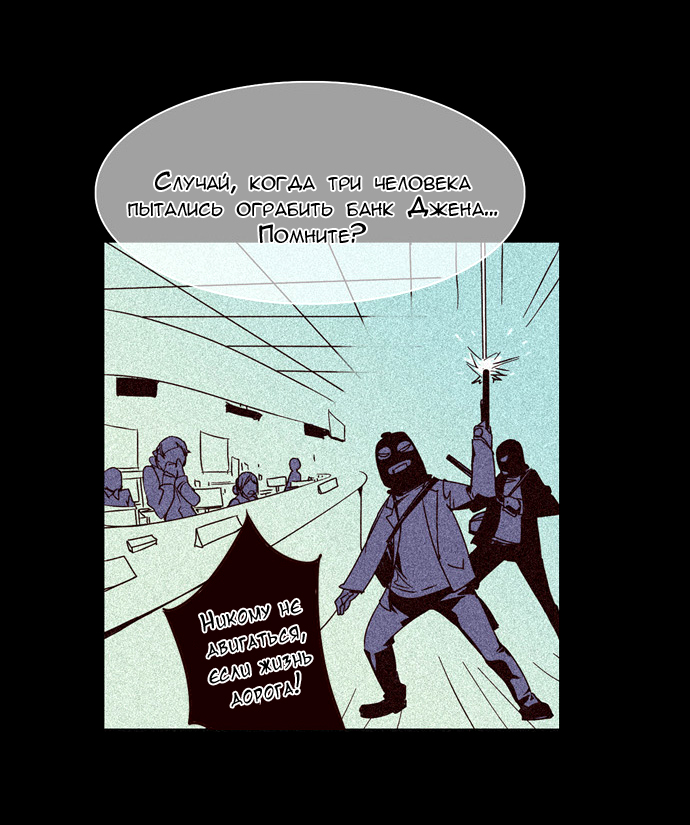 Случай, когда три человека
пытались ограбить банк Джена...
Помните?
Никому не
двигаться,
если жизнь
дорога!